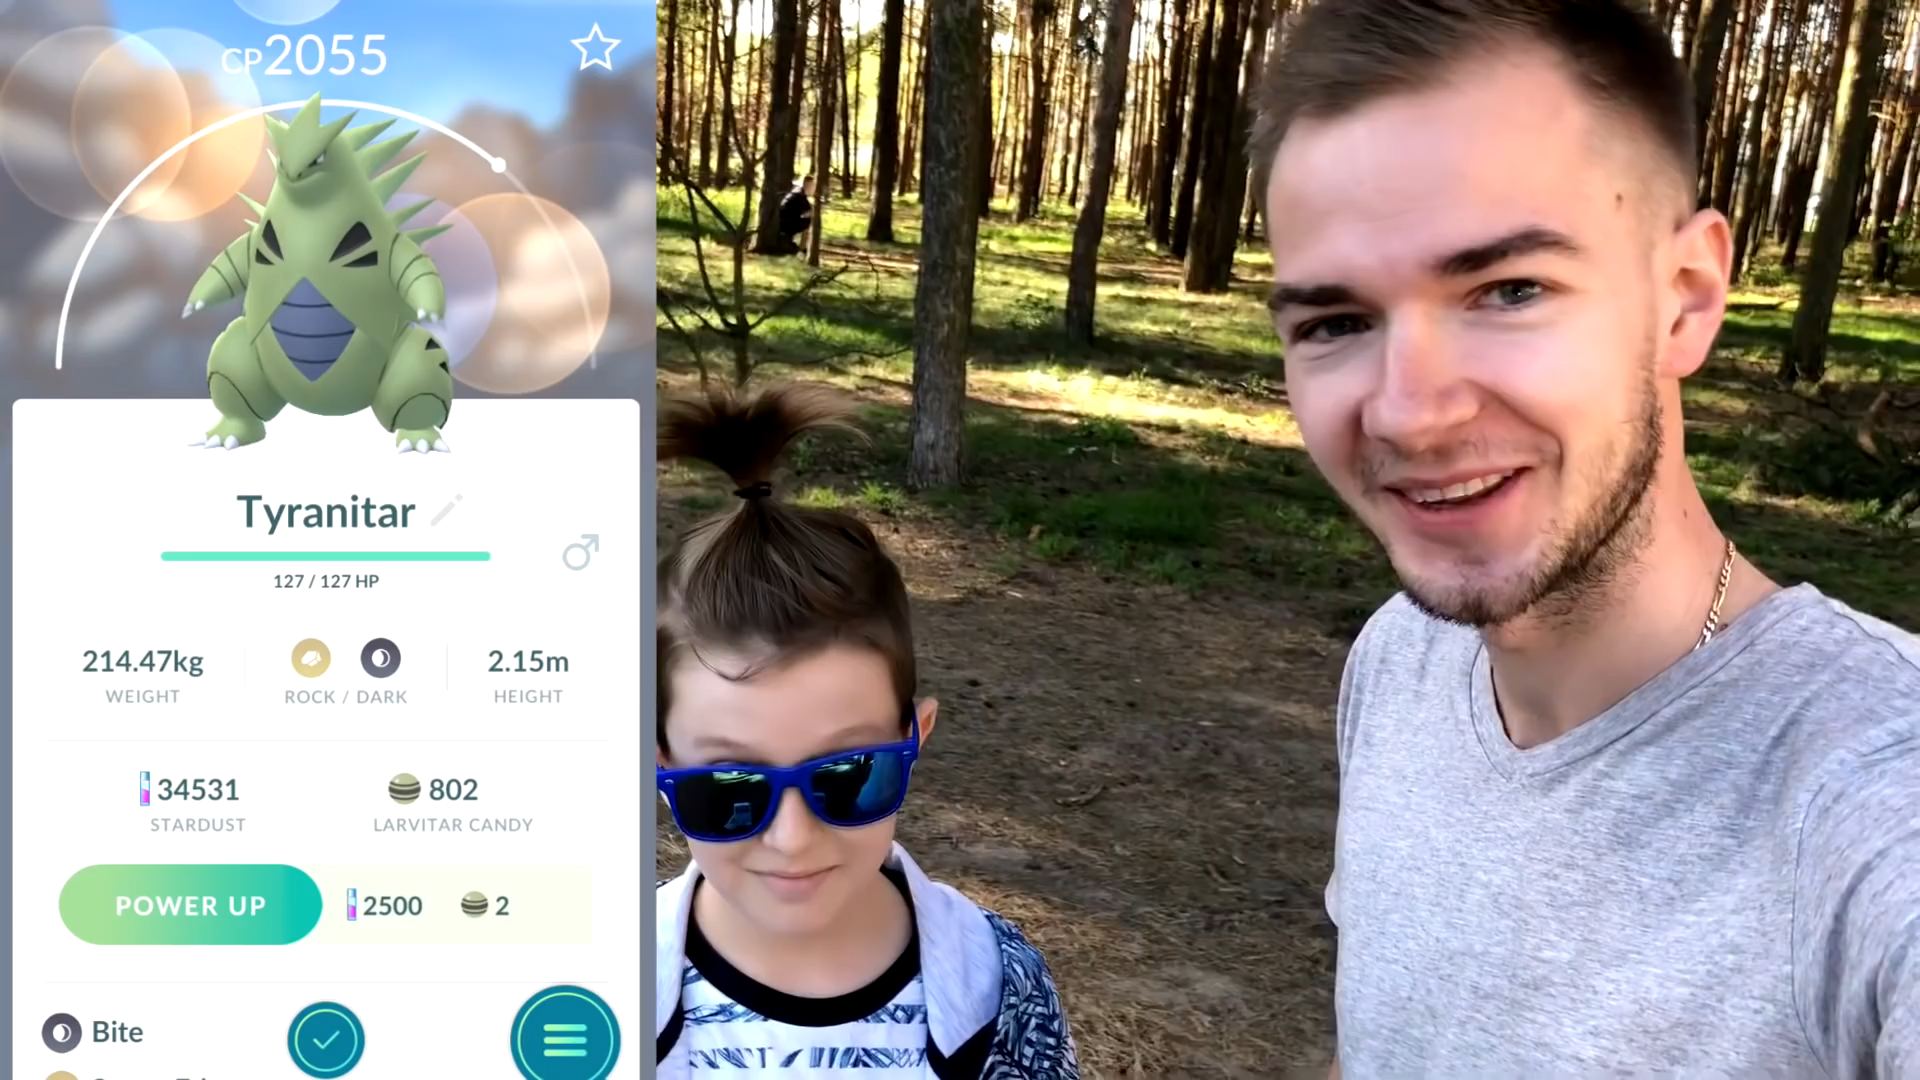 CP2055
Tyranitar
127 / 127 HP
214.47kg
WEIGHT
ROCK / DARK
2.15m
HEIGHT
34531
STARDUST
802
LARVITAR CANDY
POWER UP
2500
2
Bite